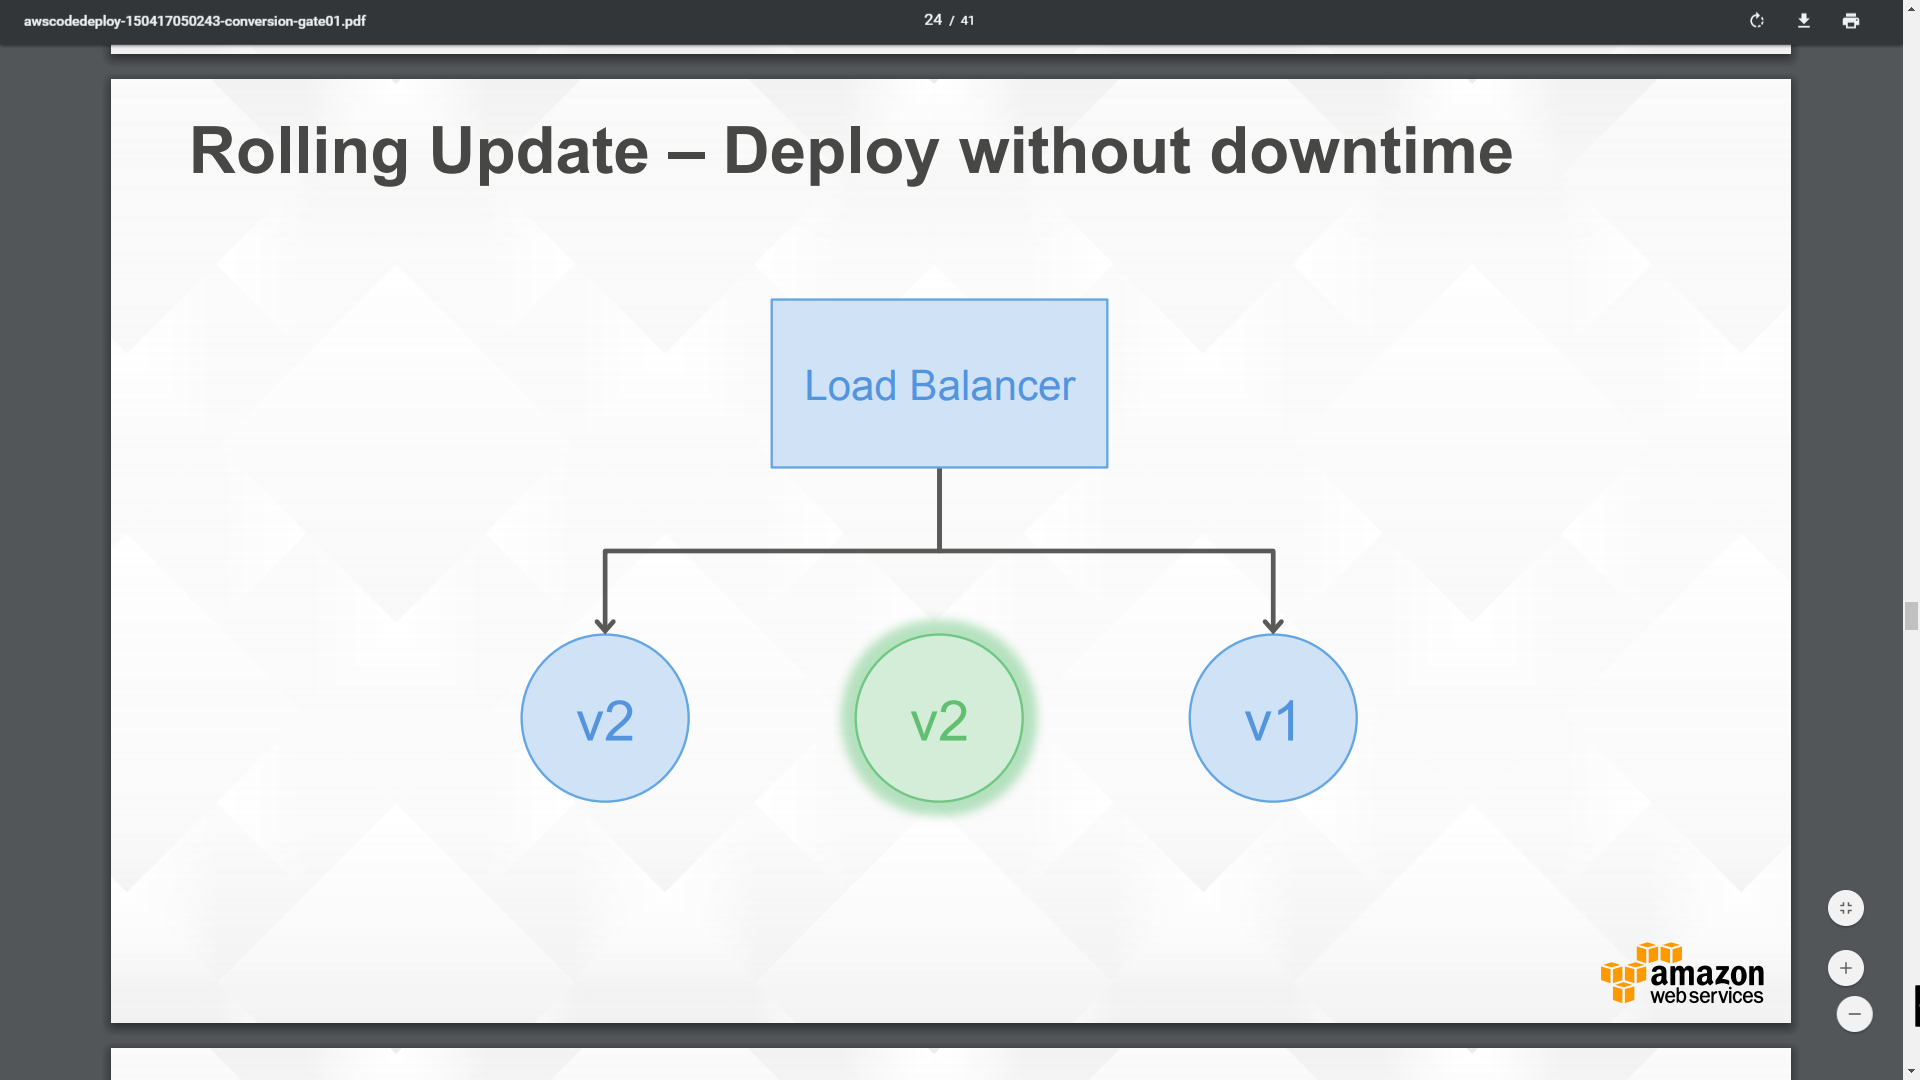 awscodedeploy-150417050243-conversion-gate01.pdf
24 / 41
Rolling Update – Deploy without downtime
Load Balancer
v2 v2 v1
amazon
web services